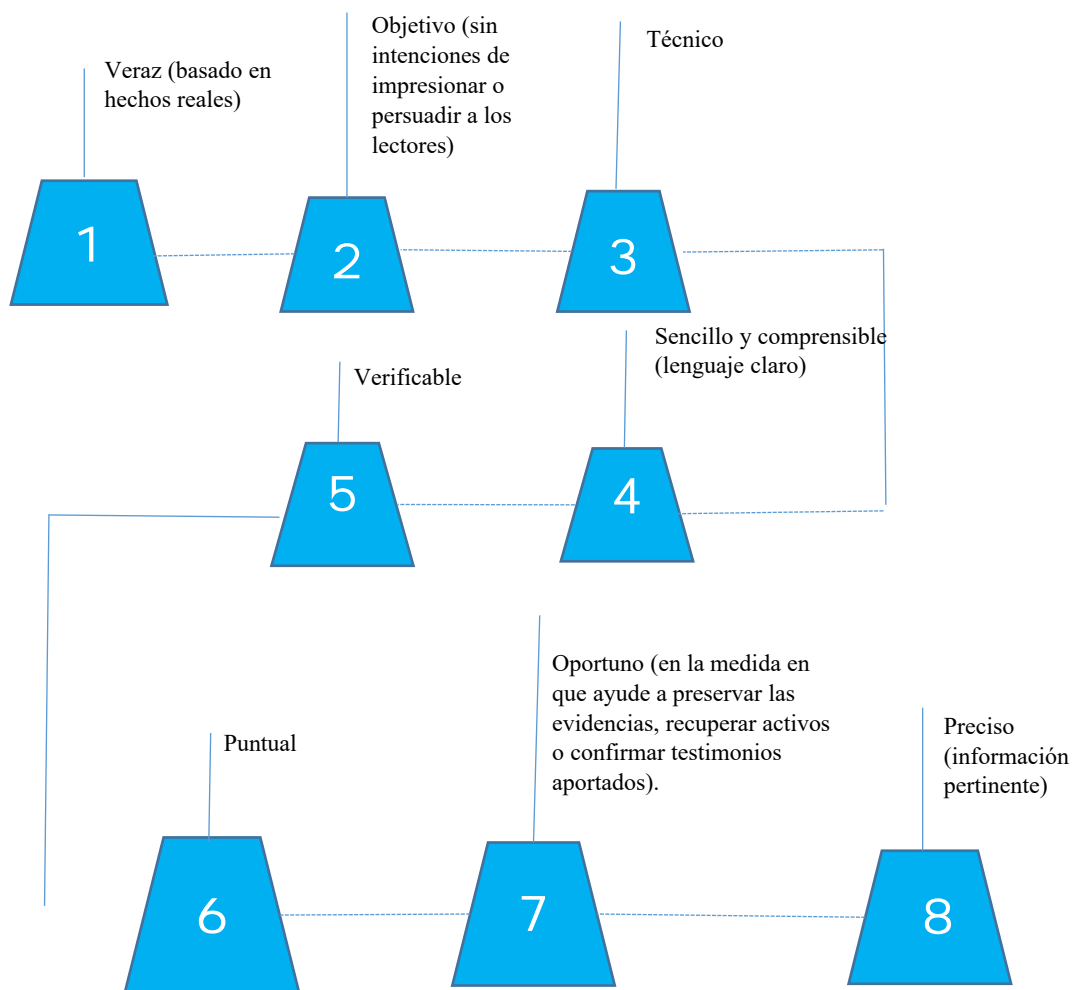 Veraz (basado en
hechos reales)
1
Objetivo (sin
intenciones de
impresionar o
persuadir a los
lectores)
2
Técnico
3
Sencillo y comprensible
(lenguaje claro)
4
Verificable
5
Puntual
6
Oportuno (en la medida en
que ayude a preservar las
evidencias, recuperar activos
o confirmar testimonios
aportados).
7
Preciso
(información
pertinente)
8